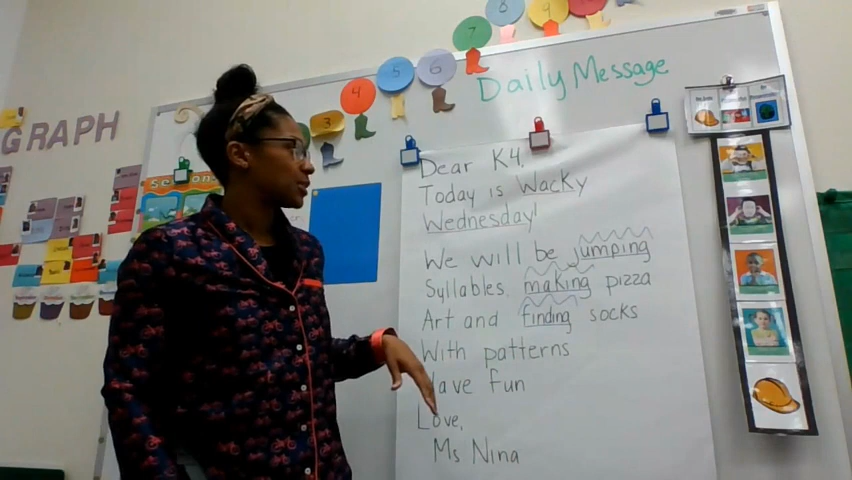 GRAPH
3
4
5
6
7
8
9
Daily Message
Dear K4,
Today is Wacky
Wednesday!
We will be jumping
Syllables, making pizza
Art and finding socks
With patterns
Have fun
Love,
Ms Nina